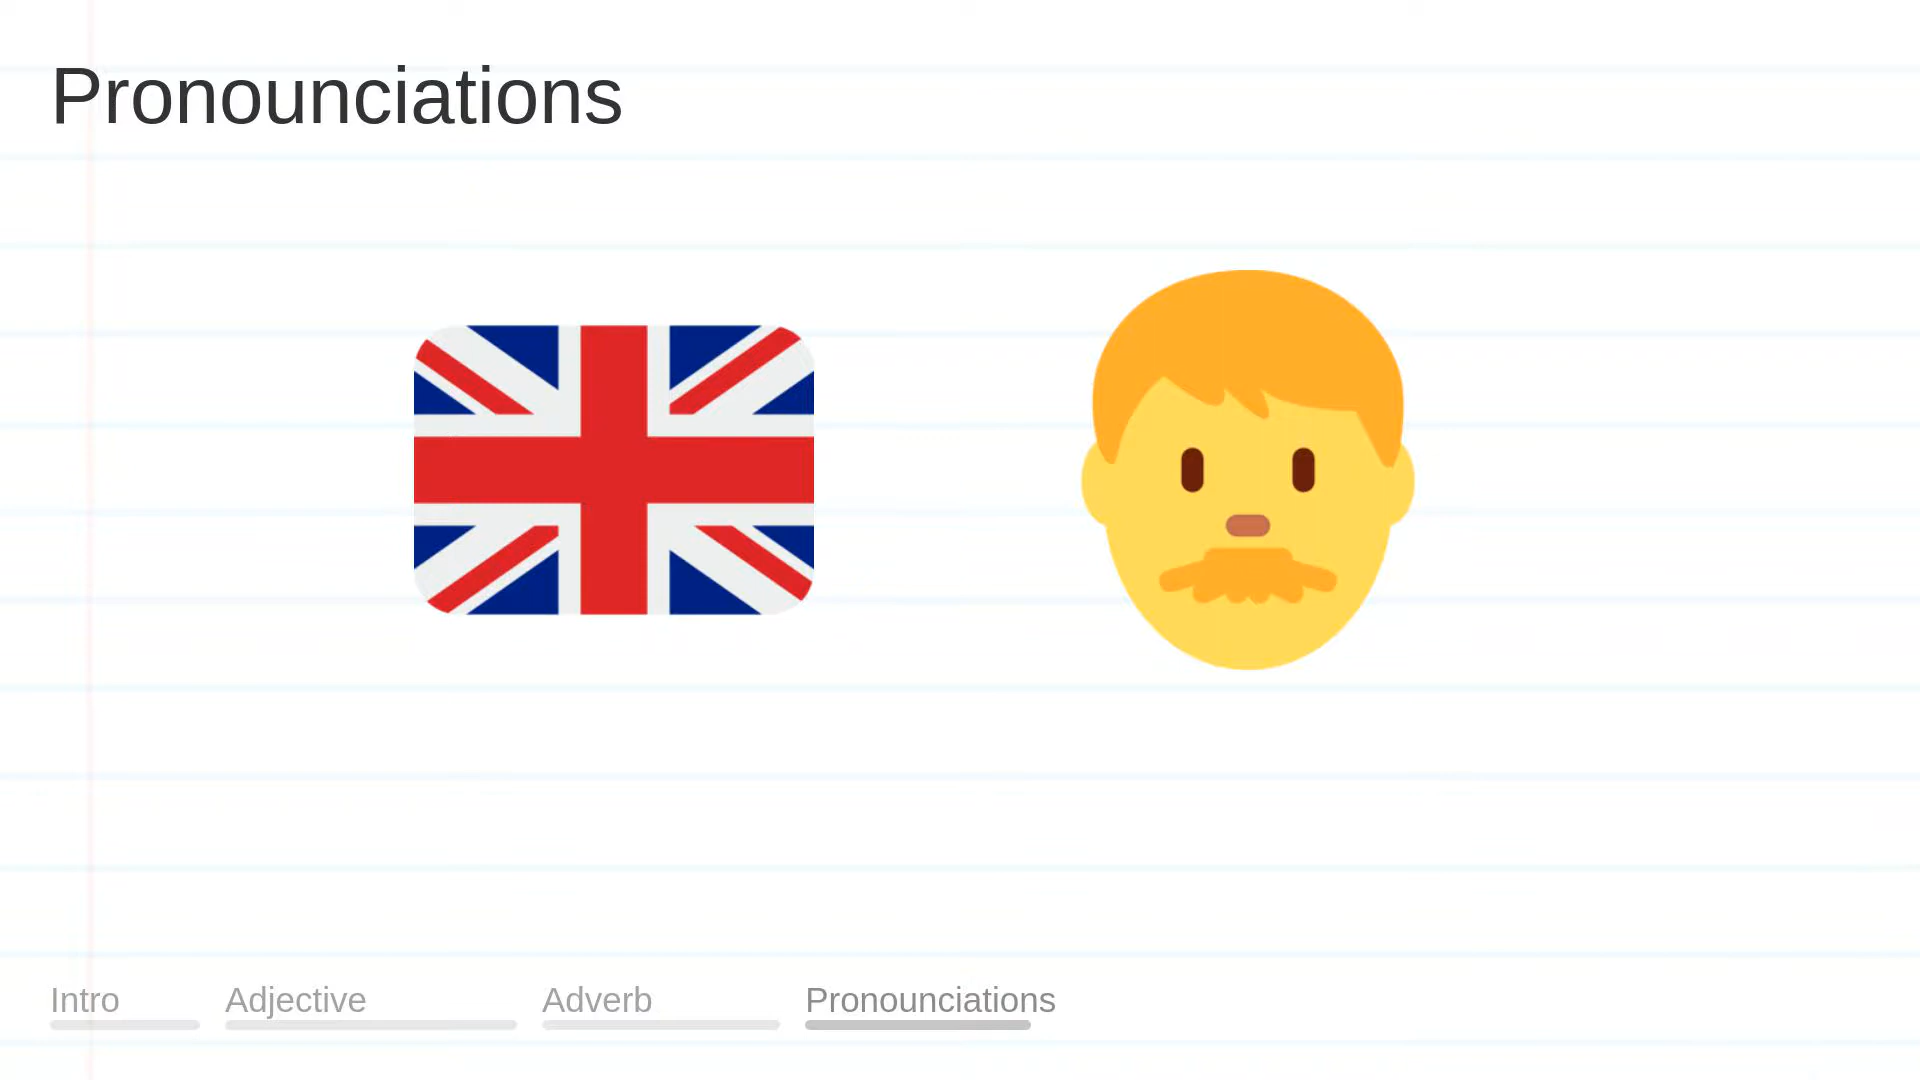 Pronounciations
Intro
Adjective
Adverb
Pronounciations